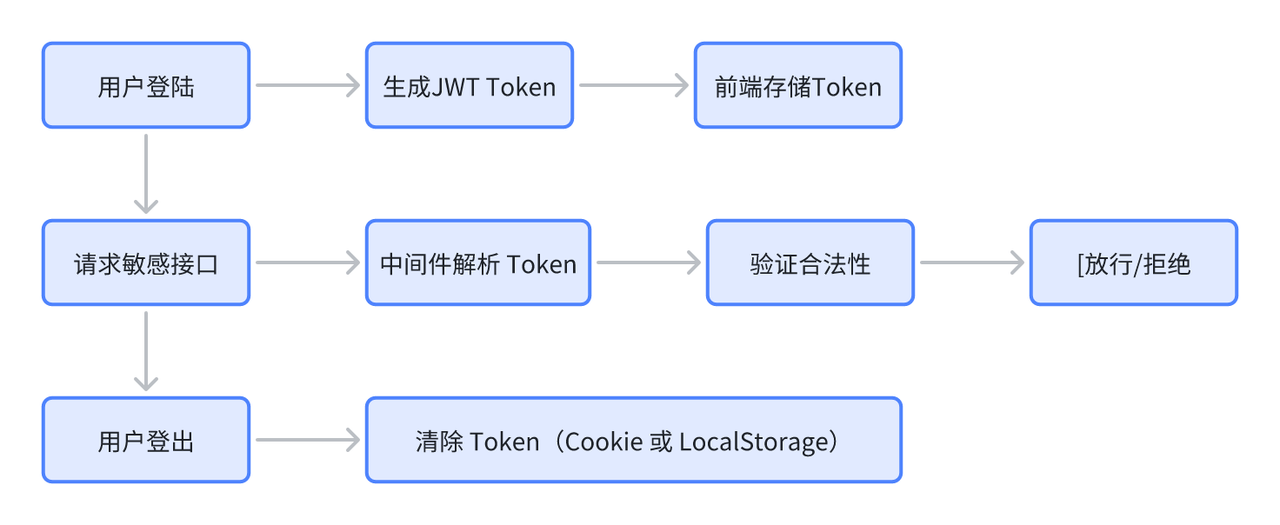 用户登陆
生成JWT Token
前端存储Token
请求敏感接口
中间件解析 Token
验证合法性
[放行/拒绝
用户登出
清除 Token（Cookie 或 LocalStorage）